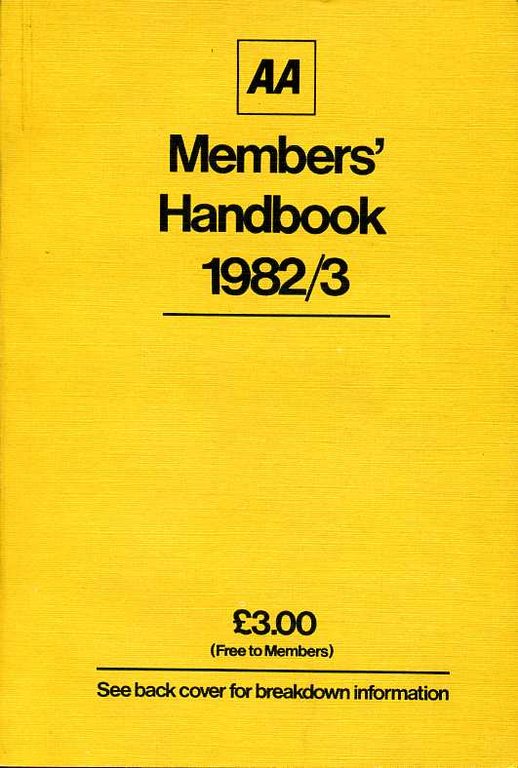 AA
Members’
Handbook
1982/3
£3.00
(Free to Members)
See back cover for breakdown information